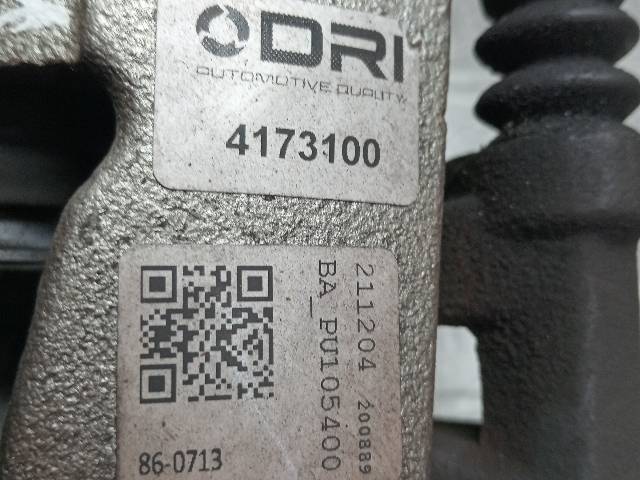 DRI
AUTOMOTIVE QUALITY
4173100
211204 200889
BA_PU105400
86-0713